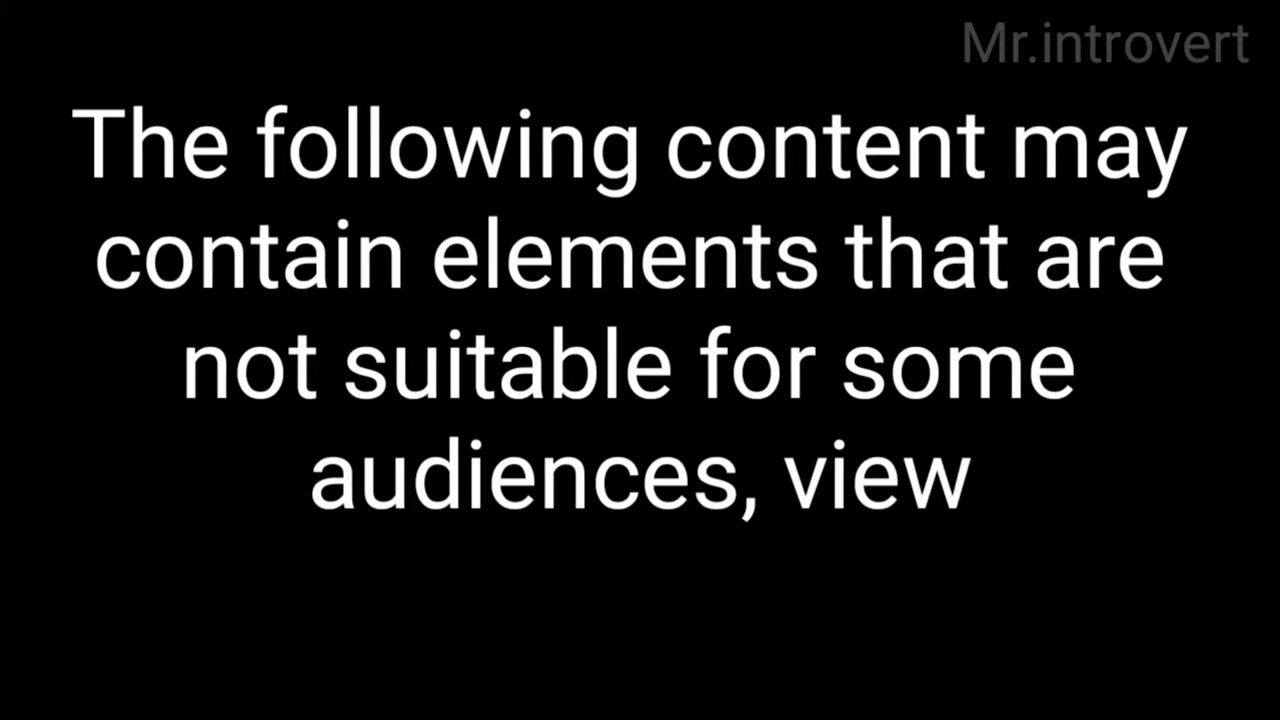 Mr.introvert
The following content may
contain elements that are
not suitable for some
audiences, view